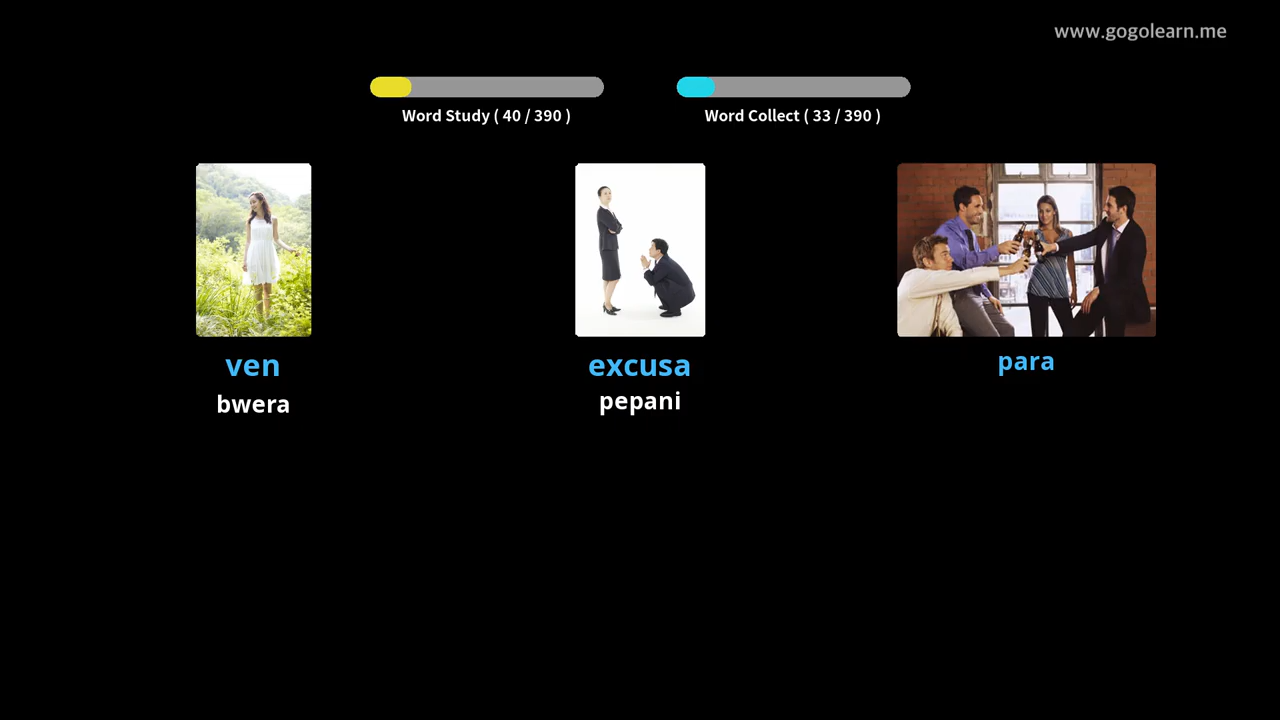 www.gogolearn.me
Word Study ( 40 / 390 )
Word Collect ( 33 / 390 )
ven
bwera
excusa
pepani
para